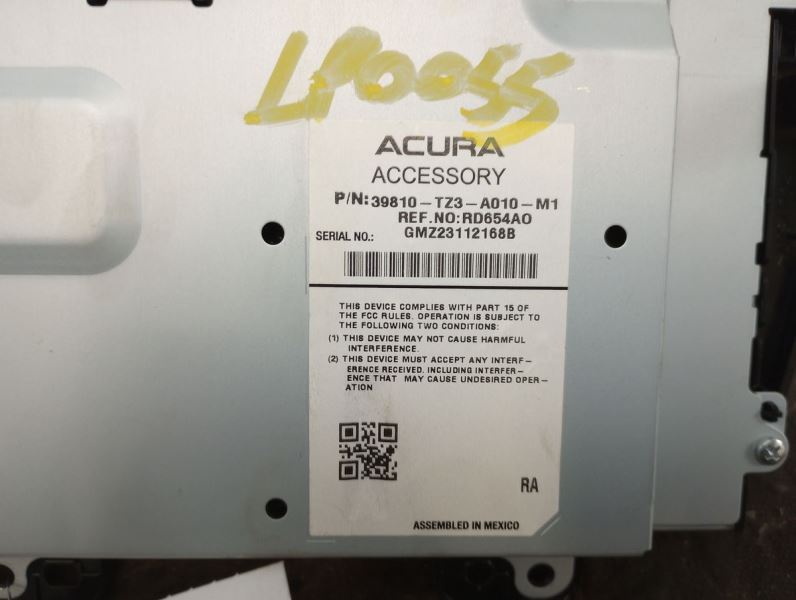 LP0055
ACURA
ACCESSORY
P/N: 39810-TZ3-A010-M1
REF.NO:RD654A0
SERIAL NO.: GMZ23112168B
THIS DEVICE COMPLIES WITH PART 15 OF
THE FCC RULES. OPERATION IS SUBJECT TO
THE FOLLOWING TWO CONDITIONS:
(1) THIS DEVICE MAY NOT CAUSE HARMFUL
INTERFERENCE.
(2) THIS DEVICE MUST ACCEPT ANY INTERF-
ERENCE RECEIVED. INCLUDING INTERFER-
ENCE THAT MAY CAUSE UNDESIRED OPER-
ATION
RA
ASSEMBLED IN MEXICO